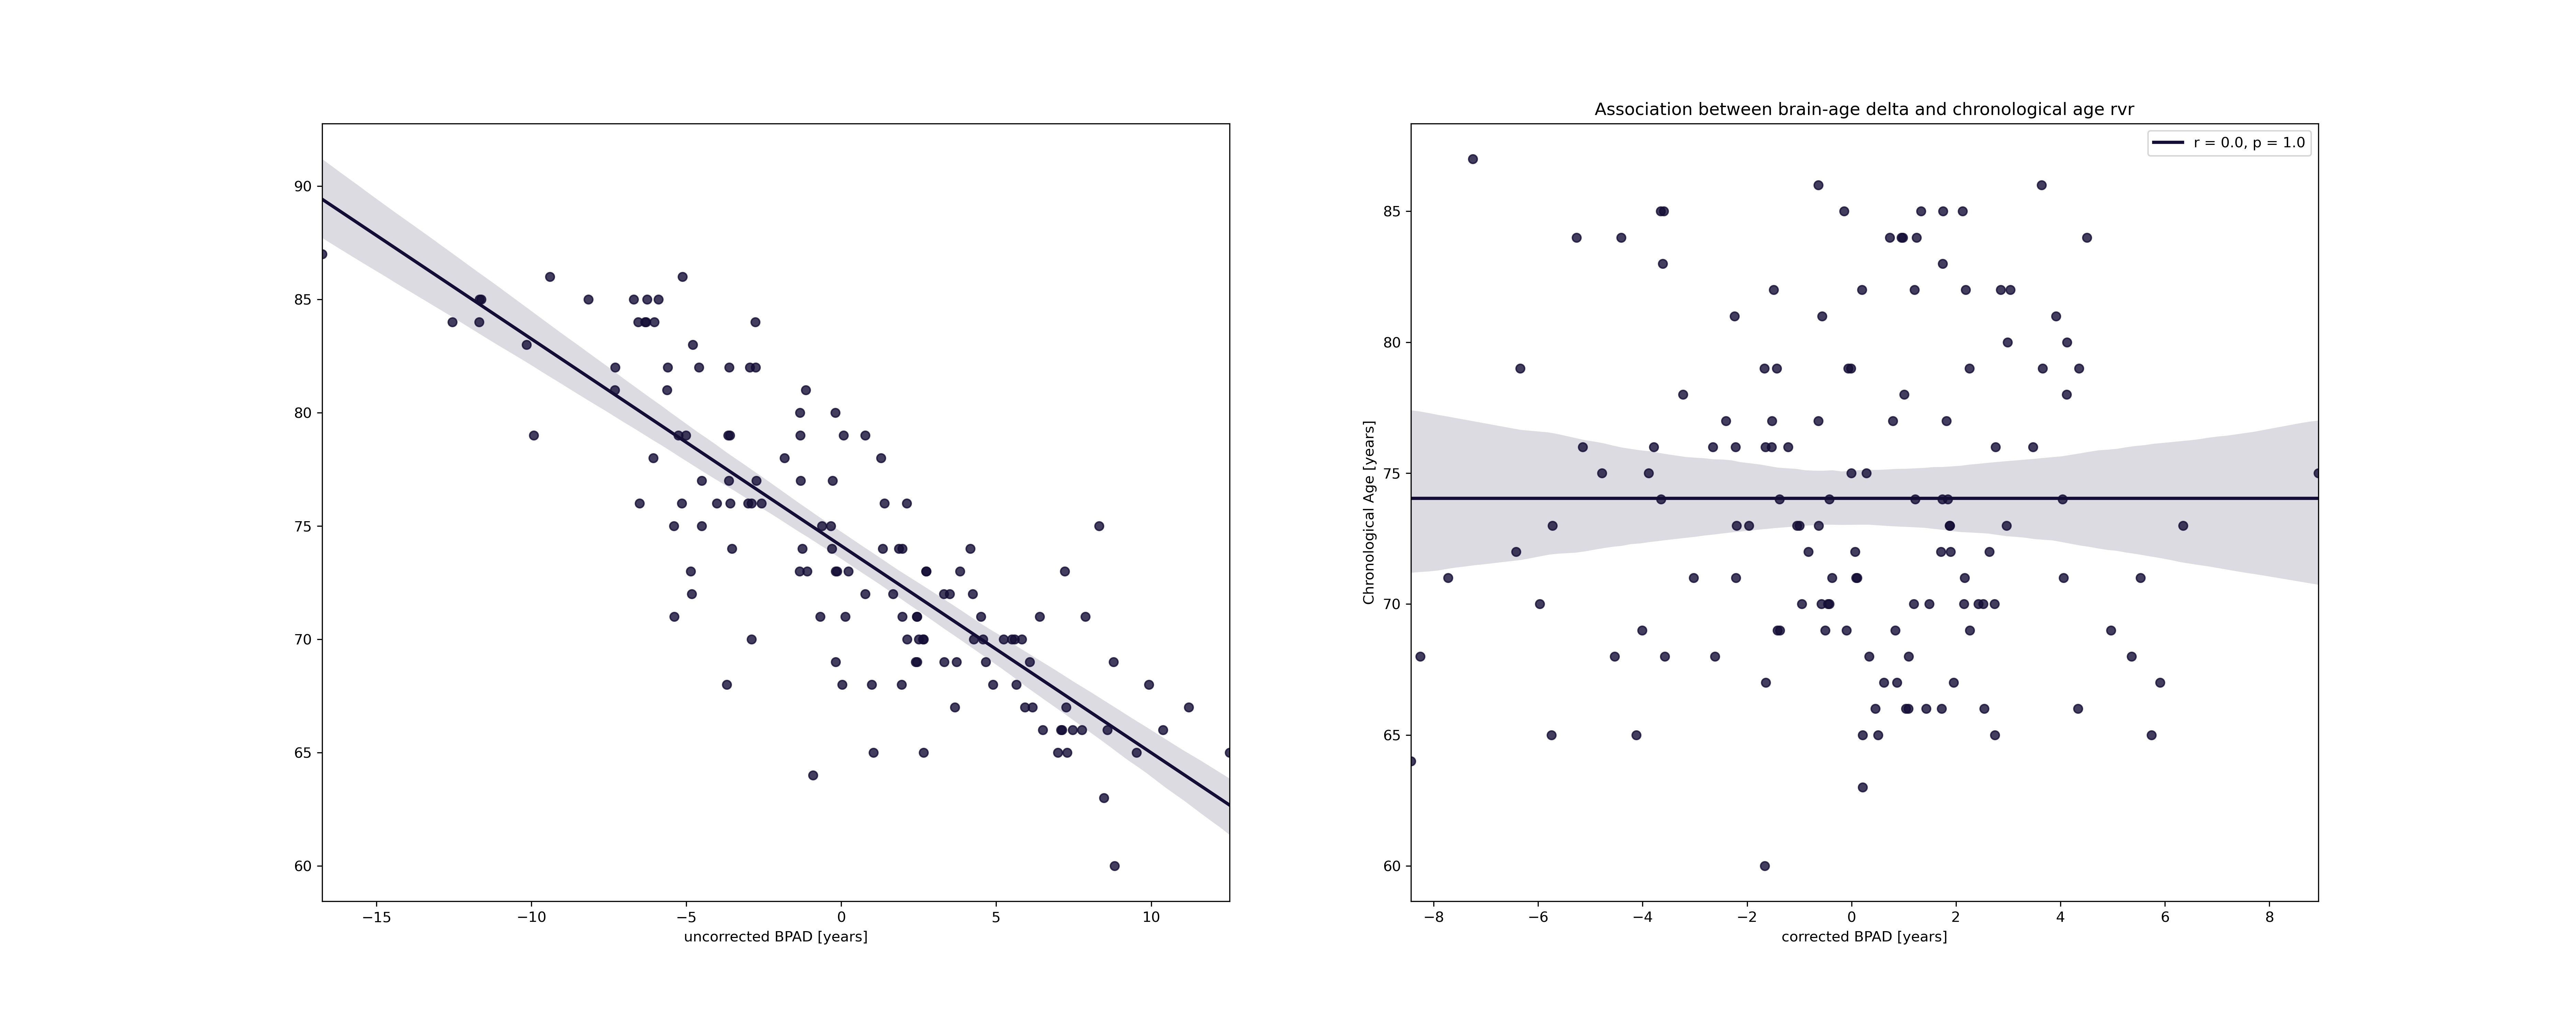 90
85
80
75
70
65
60
−15 −10 −5 0 5 10
uncorrected BPAD [years]
Association between brain-age delta and chronological age rvr
r = 0.0, p = 1.0
Chronological Age [years]
85
80
75
70
65
60
−8 −6 −4 −2 0 2 4 6 8
corrected BPAD [years]